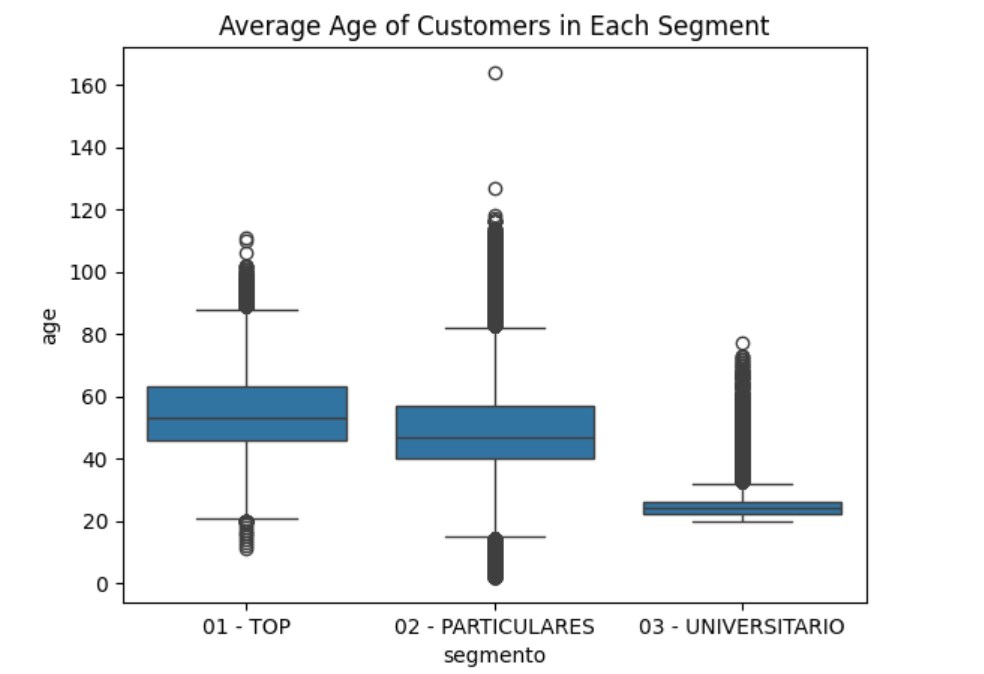 Average Age of Customers in Each Segment
160
140
120
100
80
60
40
20
0
age
01 - TOP
02 - PARTICULARES
03 - UNIVERSITARIO
segmento